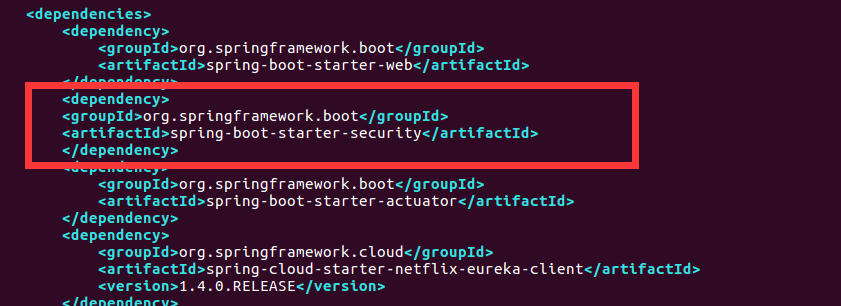 <dependencies>
<dependency>
<groupId>org.springframework.boot</groupId>
<artifactId>spring-boot-starter-web</artifactId>
</dependency>
<dependency>
<groupId>org.springframework.boot</groupId>
<artifactId>spring-boot-starter-security</artifactId>
</dependency>
<dependency>
<groupId>org.springframework.boot</groupId>
<artifactId>spring-boot-starter-actuator</artifactId>
</dependency>
<dependency>
<groupId>org.springframework.cloud</groupId>
<artifactId>spring-cloud-starter-netflix-eureka-client</artifactId>
<version>1.4.0.RELEASE</version>
</dependency>